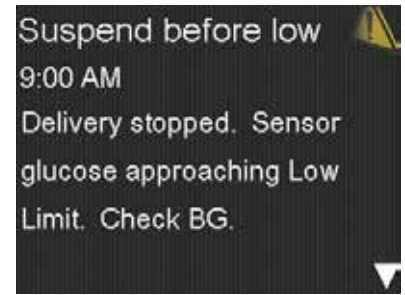 Suspend before low
9:00 AM
Delivery stopped. Sensor
glucose approaching Low
Limit. Check BG.